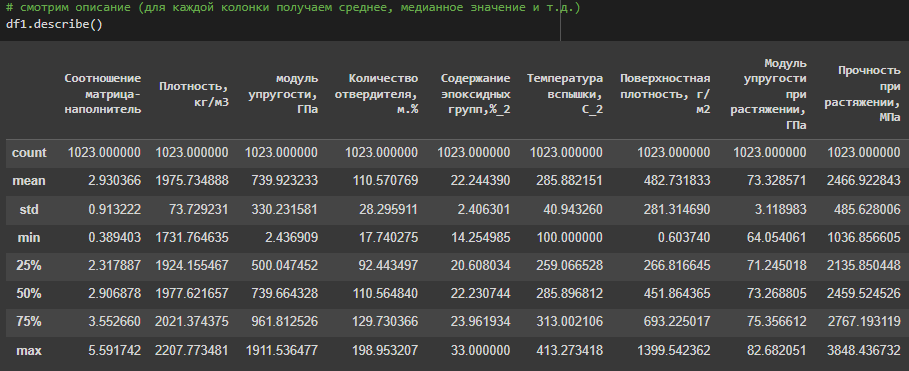 # смотрим описание (для каждой колонки получаем среднее, медианное значение и т.д.)
df1.describe()
Соотношение матрица-наполнитель Плотность, кг/м3 модуль упругости, ГПа Количество отвердителя, м.% Содержание эпоксидных групп,%_2 Температура вспышки, С_2 Поверхностная плотность, г/м2 Модуль упругости при растяжении, ГПа Прочность при растяжении, МПа
count 1023.000000 1023.000000 1023.000000 1023.000000 1023.000000 1023.000000 1023.000000 1023.000000 1023.000000
mean 2.930366 1975.734888 739.923233 110.570769 22.244390 285.882151 482.731833 73.328571 2466.922843
std 0.913222 73.729231 330.231581 28.295911 2.406301 40.943260 281.314690 3.118983 485.628006
min 0.389403 1731.764635 2.436909 17.740275 14.254985 100.000000 0.603740 64.054061 1036.856605
25% 2.317887 1924.155467 500.047452 92.443497 20.608034 259.066528 266.816645 71.245018 2135.850448
50% 2.906878 1977.621657 739.664328 110.564840 22.230744 285.896812 451.864365 73.268805 2459.524526
75% 3.552660 2021.374375 961.812526 129.730366 23.961934 313.002106 693.225017 75.356612 2767.193119
max 5.591742 2207.773481 1911.536477 198.953207 33.000000 413.273418 1399.542362 82.682051 3848.436732